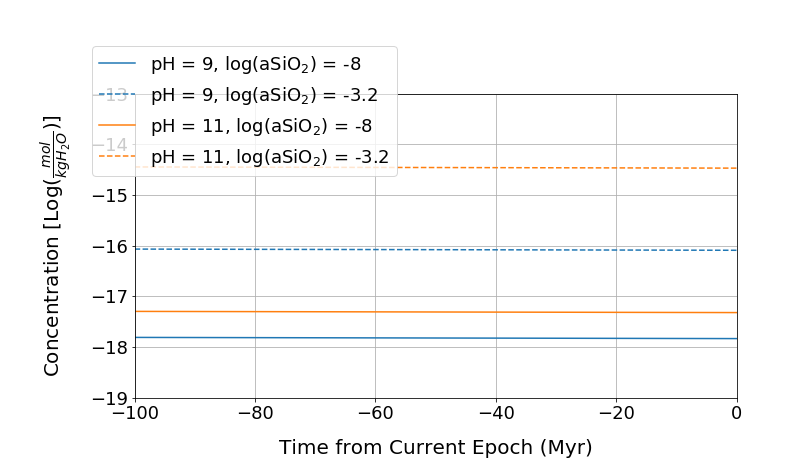 pH = 9, log(aSiO₂) = -8
−13
pH = 9, log(aSiO₂) = -3.2
pH = 11, log(aSiO₂) = -8
−14
pH = 11, log(aSiO₂) = -3.2
−15
−16
−17
−18
−19
Concentration [Log(mol/kgH₂O)]
−100 −80 −60 −40 −20 0
Time from Current Epoch (Myr)